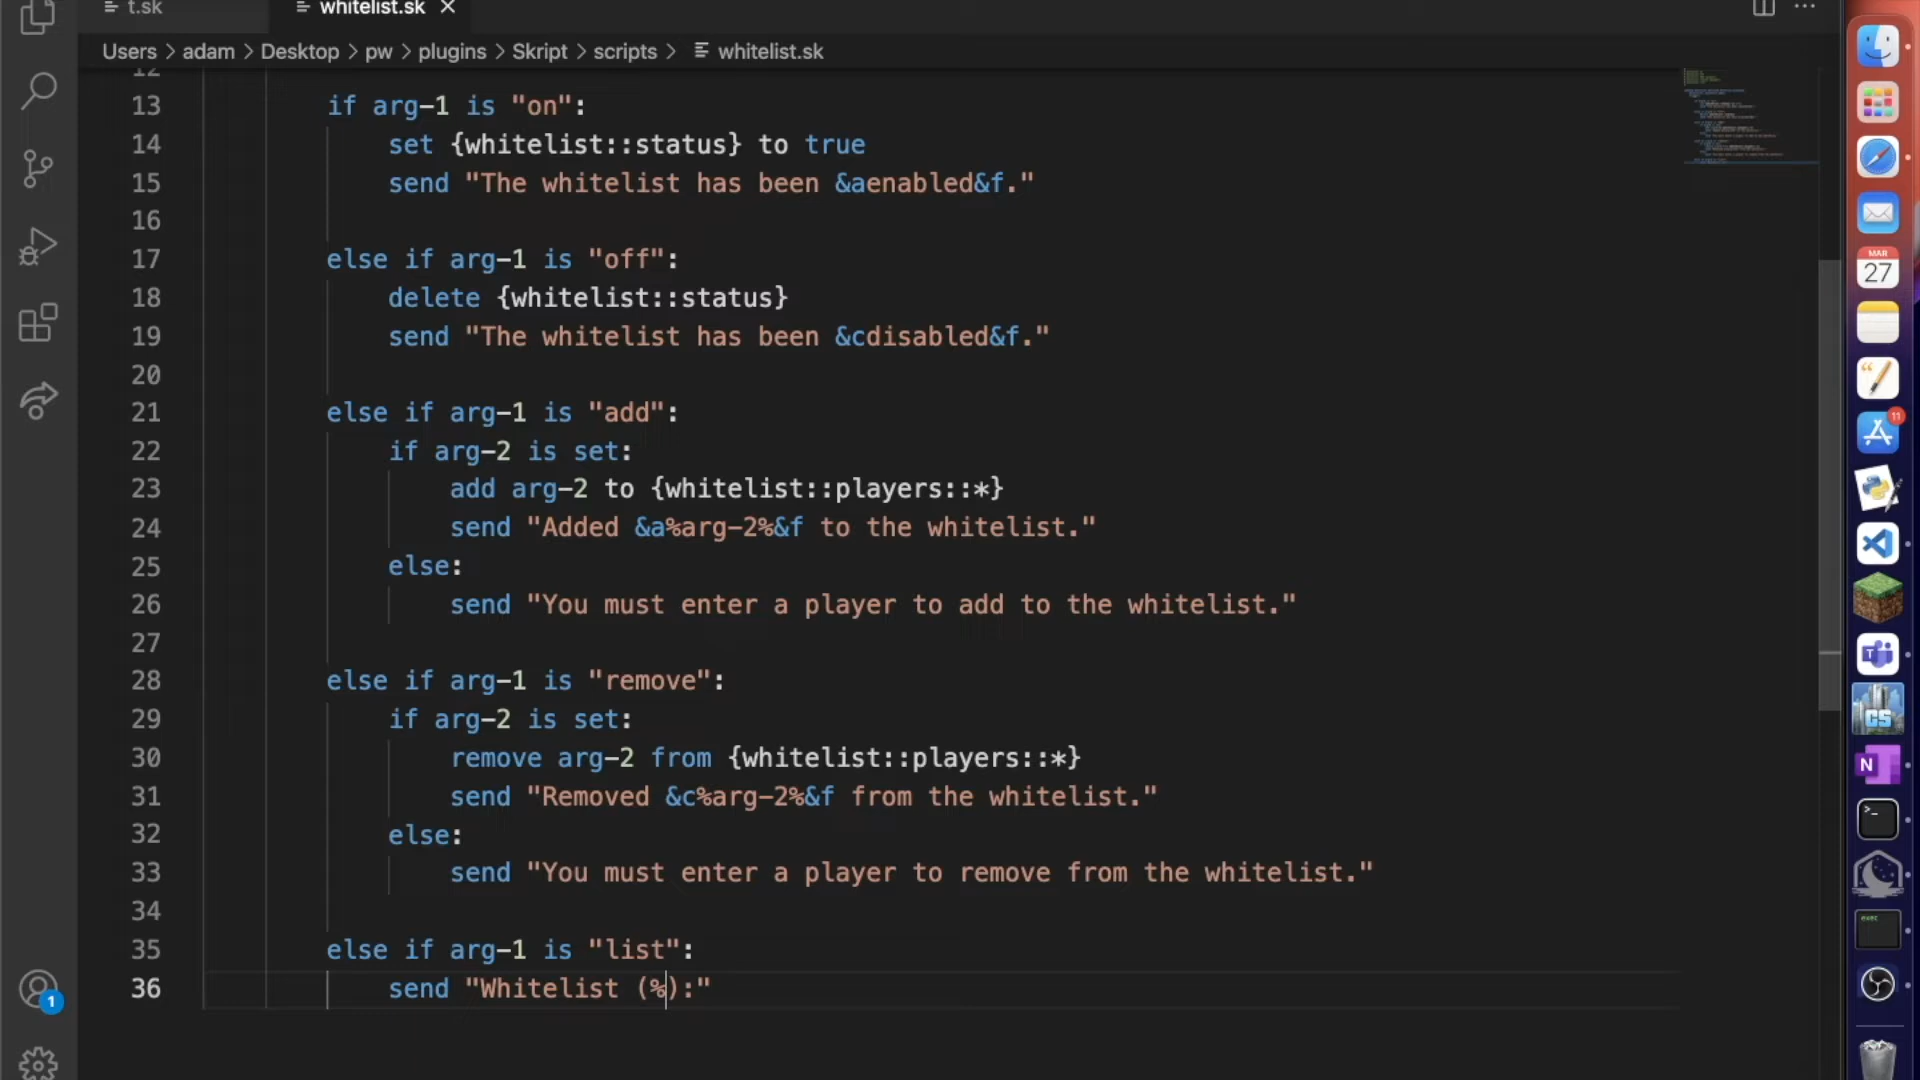 t.sk whitelist.sk
Users > adam > Desktop > pw > plugins > Skript > scripts > whitelist.sk
12
13 if arg-1 is "on":
14 set {whitelist::status} to true
15 send "The whitelist has been &aenabled&f."
16
17 else if arg-1 is "off":
18 delete {whitelist::status}
19 send "The whitelist has been &cdisabled&f."
20
21 else if arg-1 is "add":
22 if arg-2 is set:
23 add arg-2 to {whitelist::players::*}
24 send "Added &a%arg-2%&f to the whitelist."
25 else:
26 send "You must enter a player to add to the whitelist."
27
28 else if arg-1 is "remove":
29 if arg-2 is set:
30 remove arg-2 from {whitelist::players::*}
31 send "Removed &c%arg-2%&f from the whitelist."
32 else:
33 send "You must enter a player to remove from the whitelist."
34
35 else if arg-1 is "list":
36 send "Whitelist (%):"
1
MAR
27
11
T
CS
N
exec